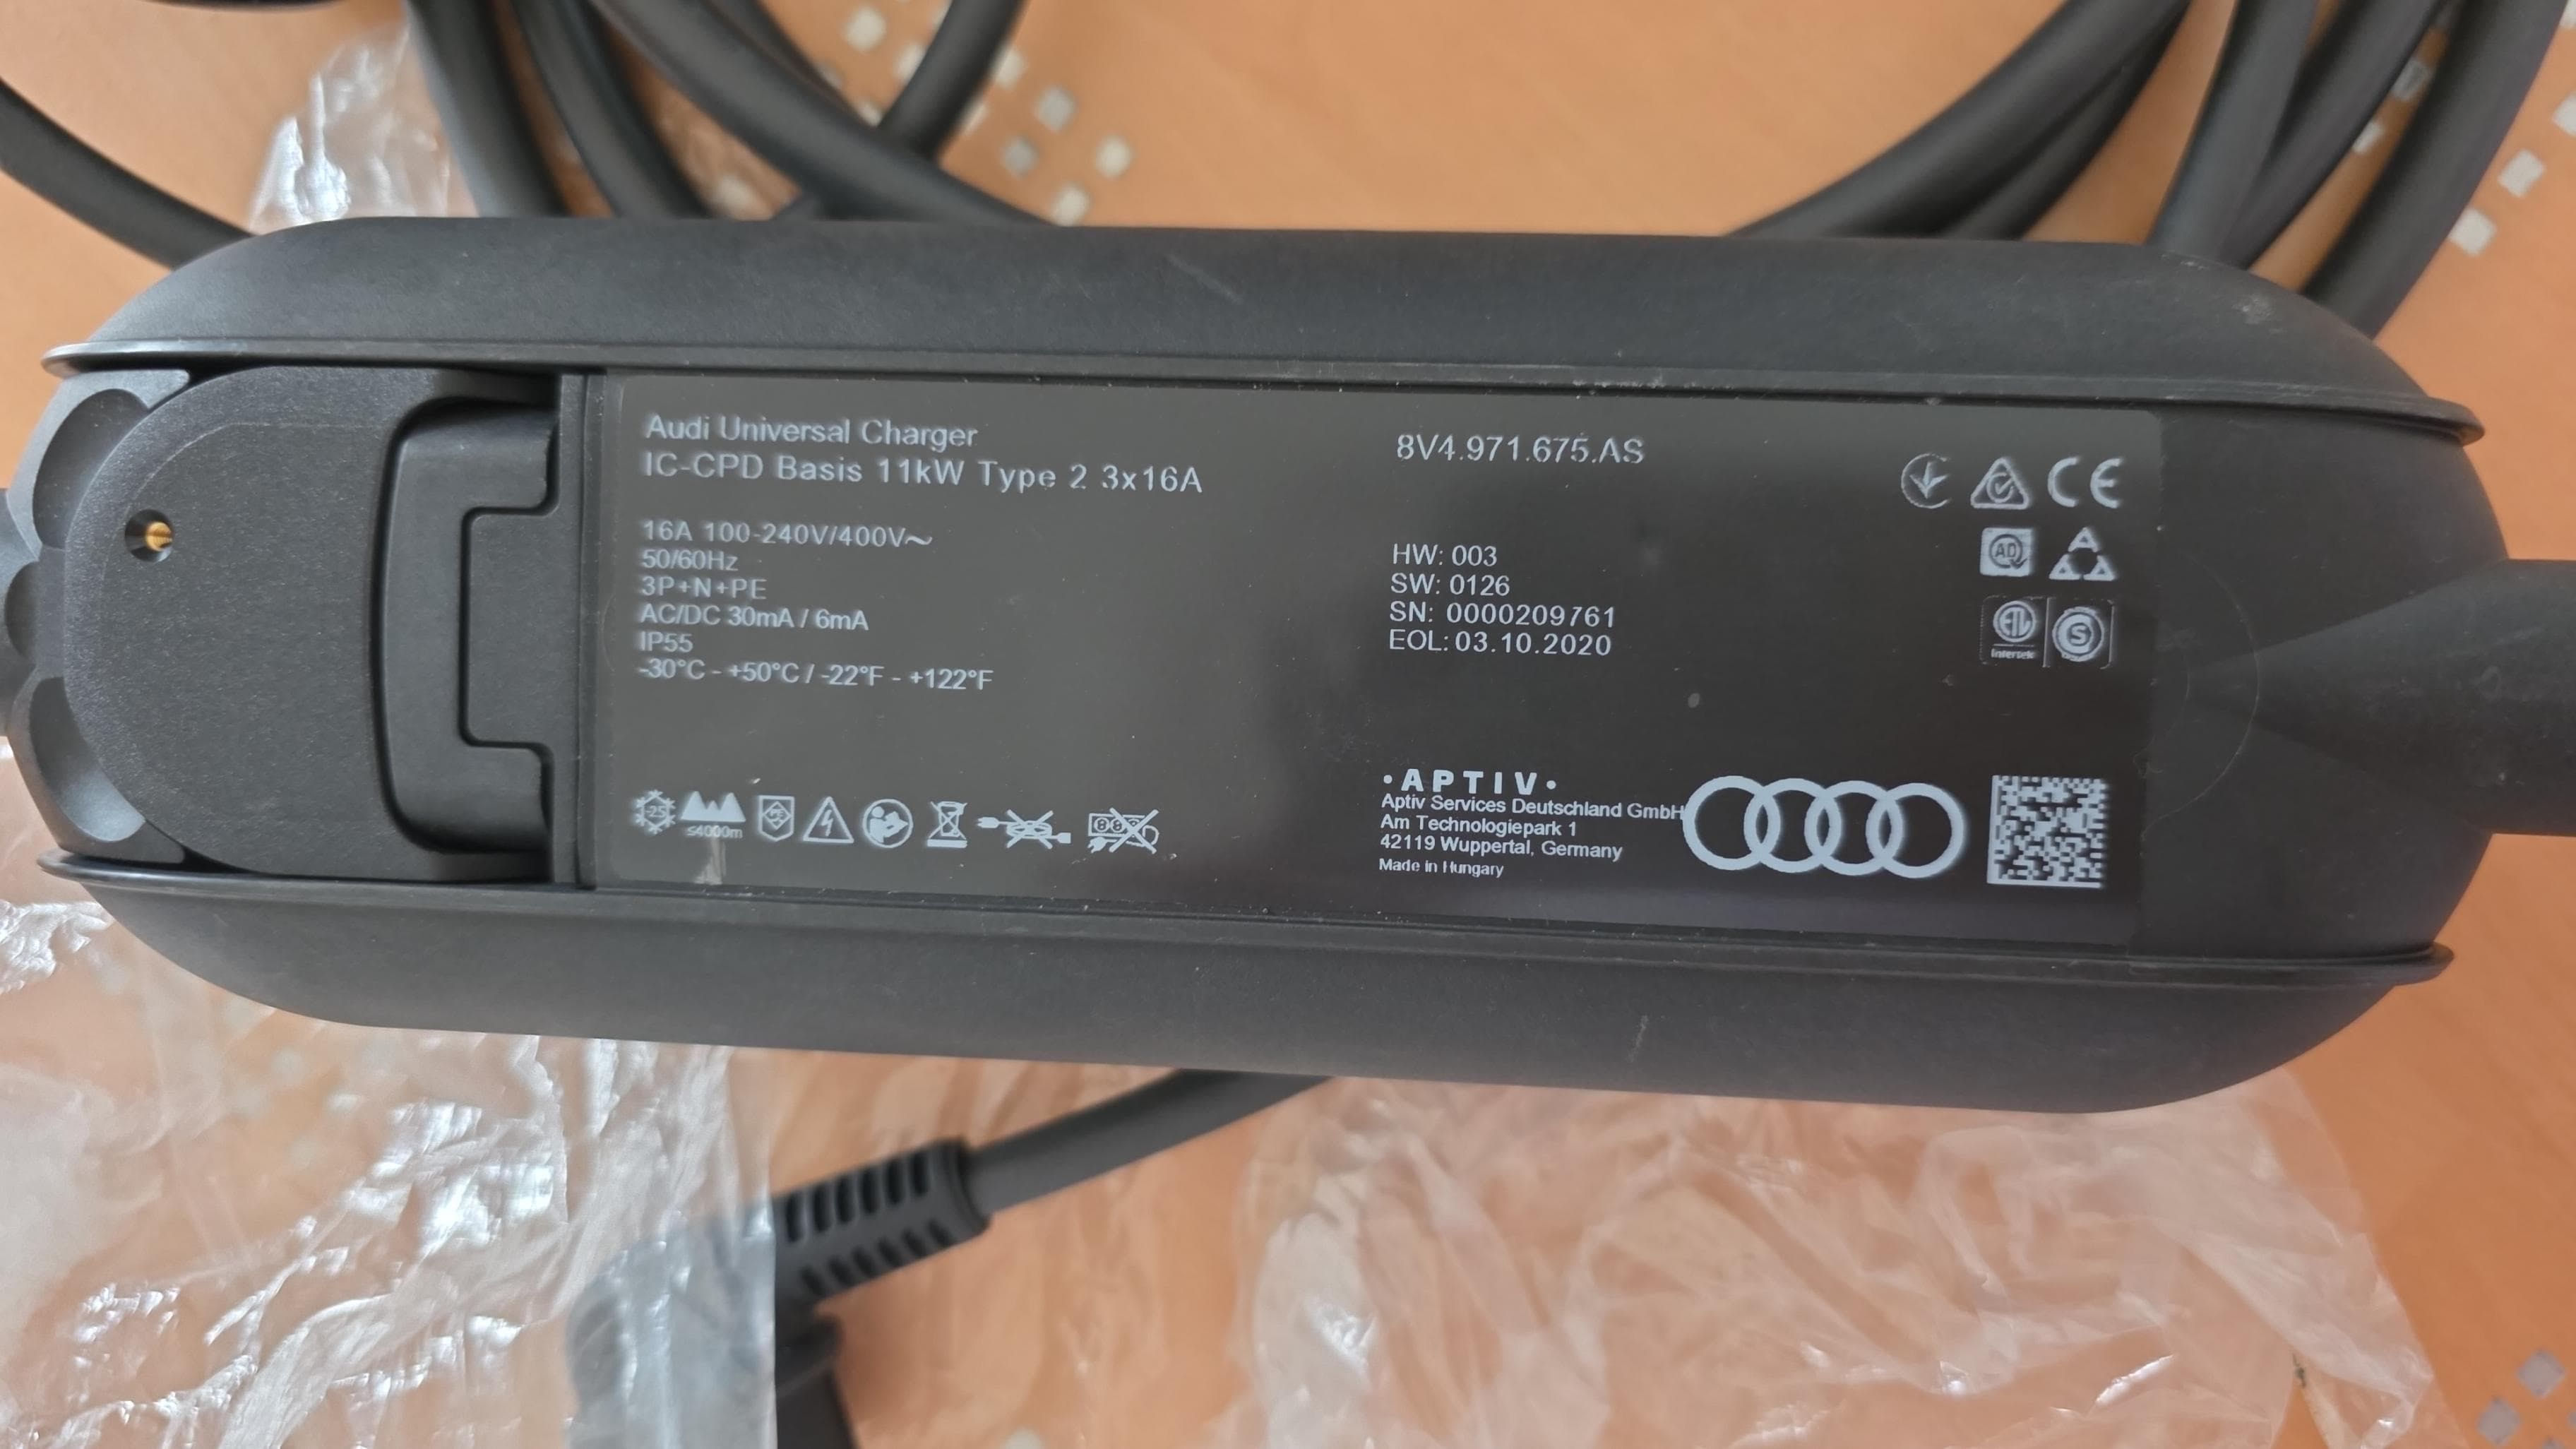 Audi Universal Charger
IC-CPD Basis 11kW Type 2 3x16A
16A 100-240V/400V~
50/60Hz
3P+N+PE
AC/DC 30mA / 6mA
IP55
-30°C - +50°C / -22°F - +122°F
-25
≤4000m
8V4.971.675.AS
HW: 003
SW: 0126
SN: 0000209761
EOL: 03.10.2020
CE
ETL
Intertek
S
•APTIV•
Aptiv Services Deutschland GmbH
Am Technologiepark 1
42119 Wuppertal, Germany
Made in Hungary